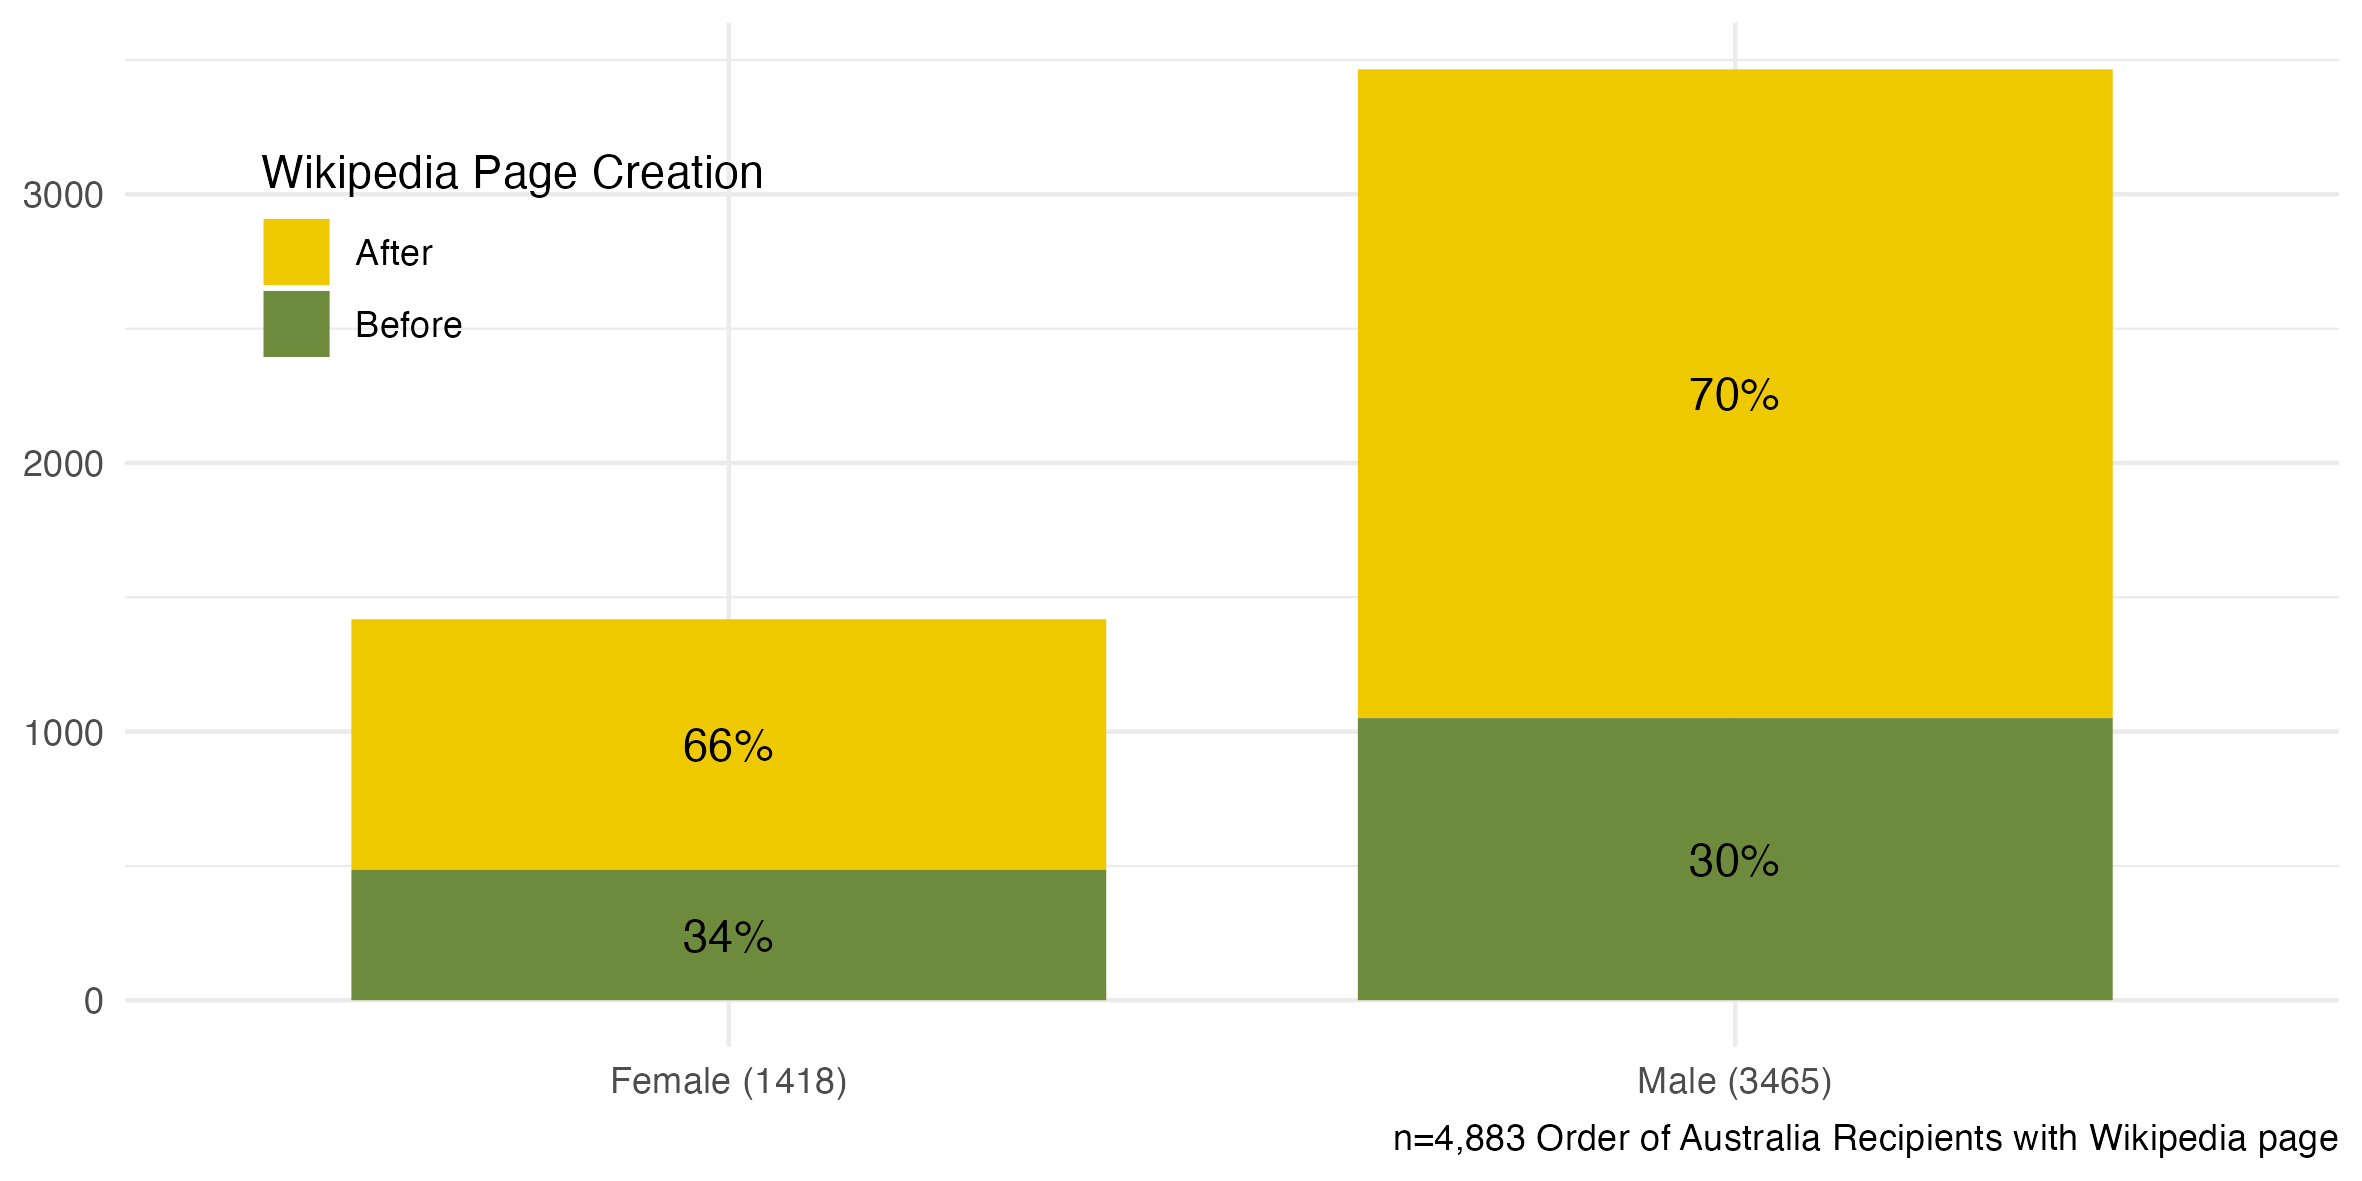 Wikipedia Page Creation
After
Before
3000
2000
1000
0
70%
66%
30%
34%
Female (1418)
Male (3465)
n=4,883 Order of Australia Recipients with Wikipedia page